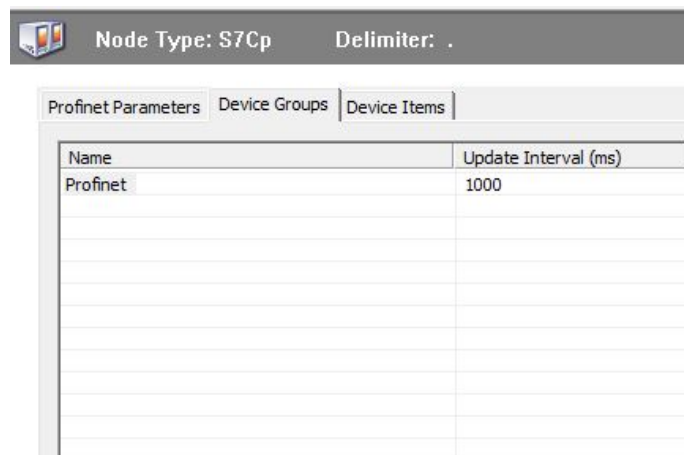 Node Type: S7Cp Delimiter: .
Profinet Parameters Device Groups Device Items
Name Update Interval (ms)
Profinet 1000